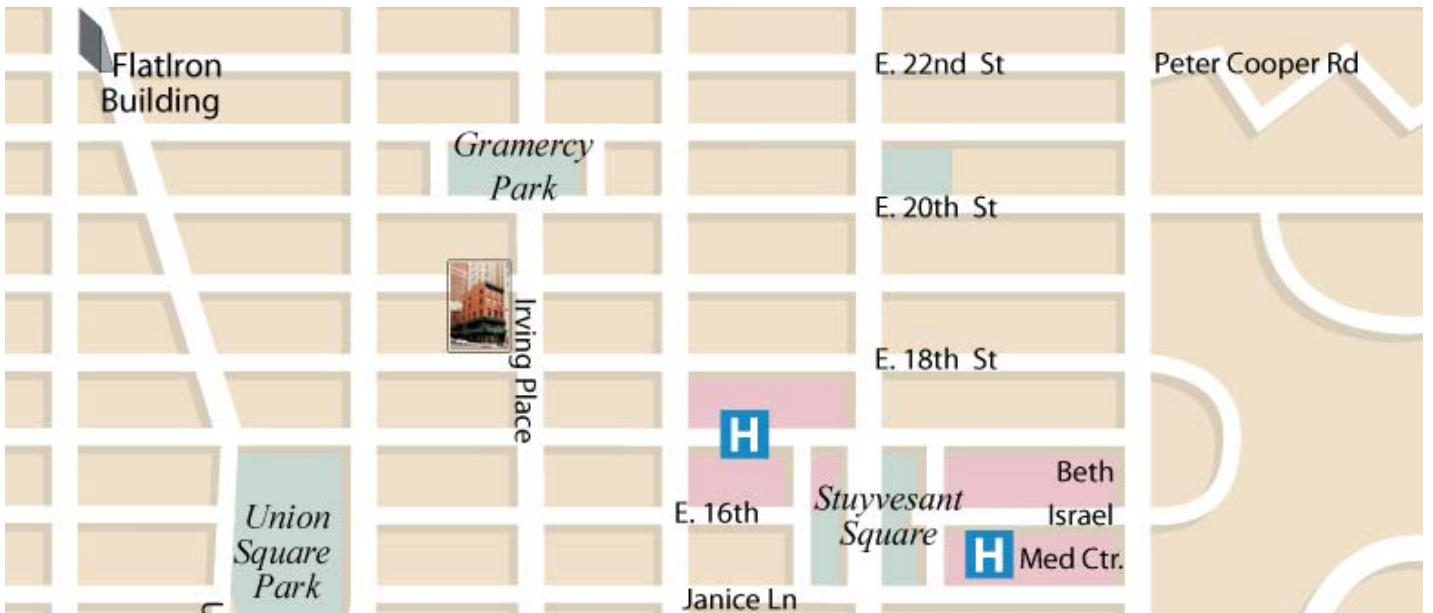 FlatIron
Building
E. 22nd St
Peter Cooper Rd
Gramercy
Park
E. 20th St
Irving Place
E. 18th St
H
Beth
Israel
Med Ctr.
H
Stuyvesant
Square
E. 16th
Union
Square
Park
Janice Ln